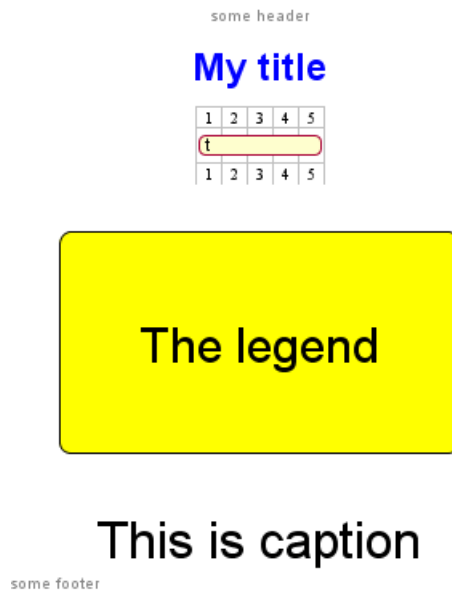 some header
My title
1 2 3 4 5
t
1 2 3 4 5
The legend
This is caption
some footer